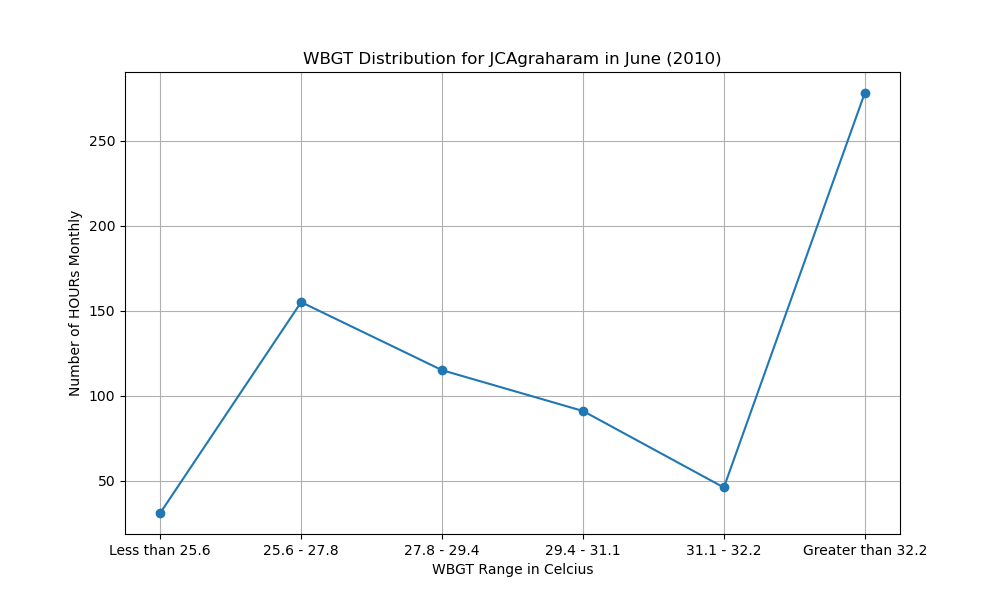 WBGT Distribution for JCAgraharam in June (2010)
Number of HOURs Monthly
250
200
150
100
50
Less than 25.6
25.6 - 27.8
27.8 - 29.4
29.4 - 31.1
31.1 - 32.2
Greater than 32.2
WBGT Range in Celcius